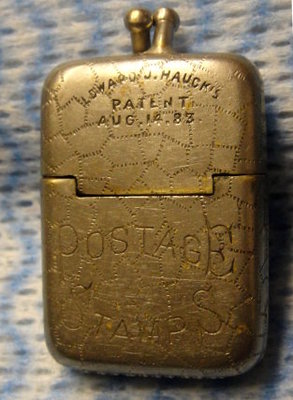 EDWARD.J.HAUCK'S
PATENT
AUG.14.83.
POSTAGE
STAMPS